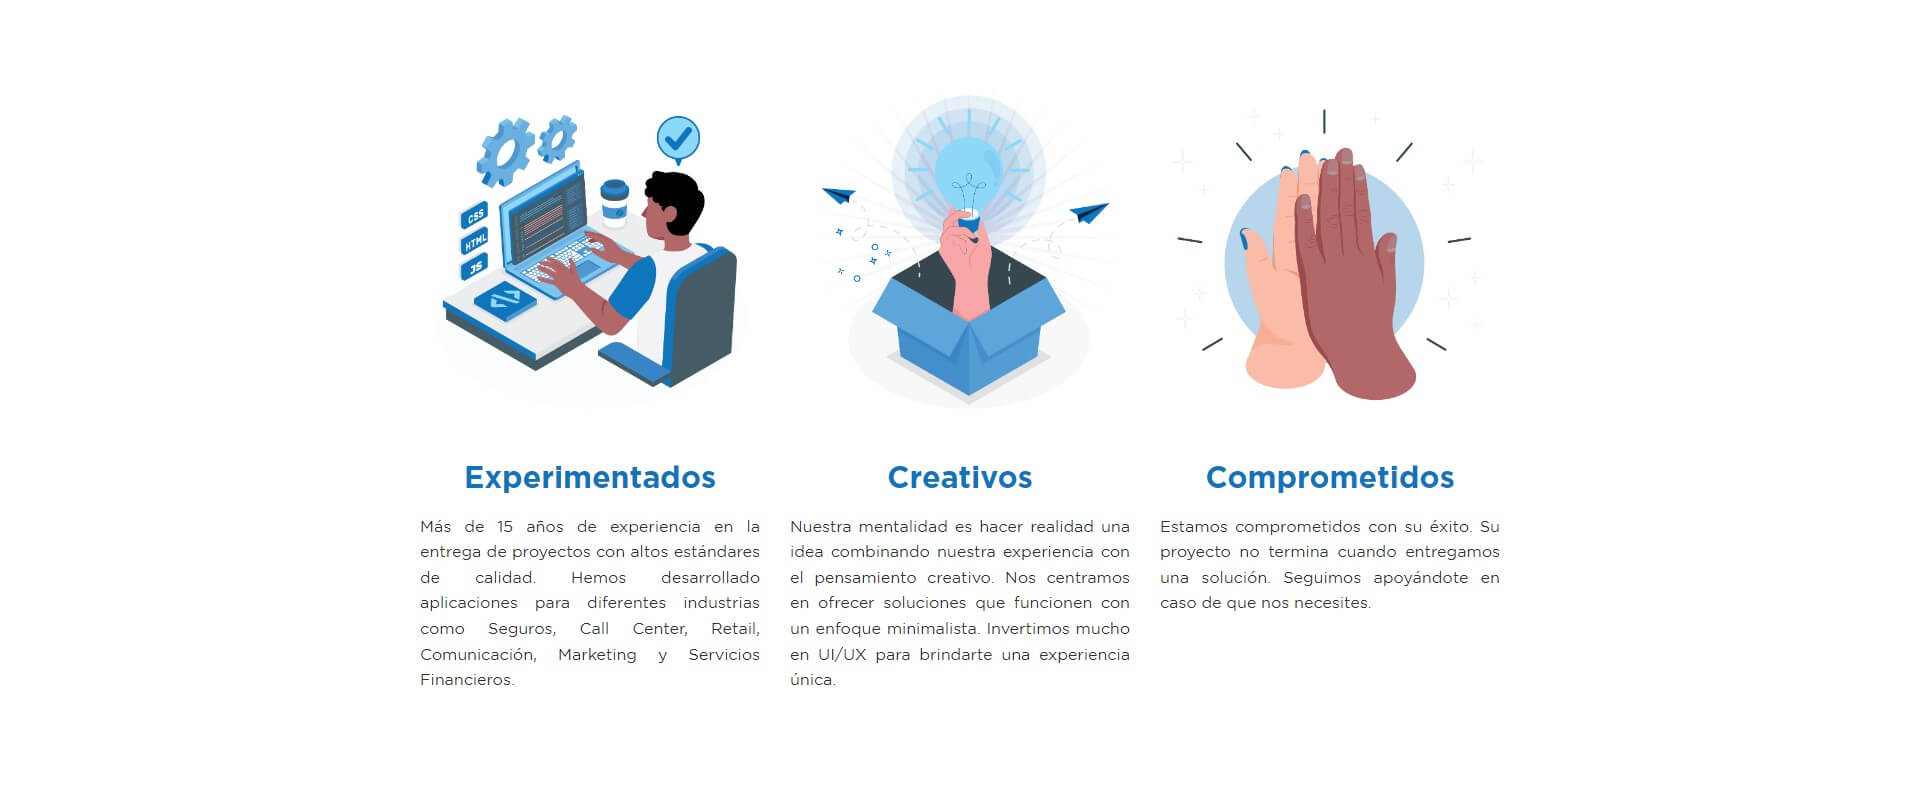 CSS
HTML
JS
Experimentados
Más de 15 años de experiencia en la
entrega de proyectos con altos estándares
de calidad. Hemos desarrollado
aplicaciones para diferentes industrias
como Seguros, Call Center, Retail,
Comunicación, Marketing y Servicios
Financieros.
Creativos
Nuestra mentalidad es hacer realidad una
idea combinando nuestra experiencia con
el pensamiento creativo. Nos centramos
en ofrecer soluciones que funcionen con
un enfoque minimalista. Invertimos mucho
en UI/UX para brindarte una experiencia
única.
Comprometidos
Estamos comprometidos con su éxito. Su
proyecto no termina cuando entregamos
una solución. Seguimos apoyándote en
caso de que nos necesites.